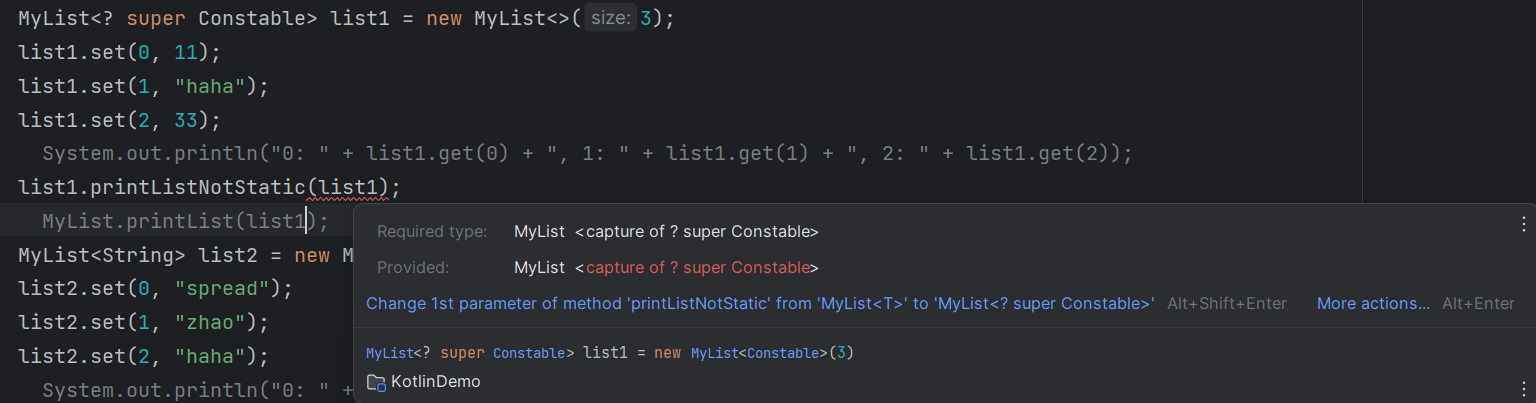 MyList<? super Constable> list1 = new MyList<>( size: 3);
list1.set(0, 11);
list1.set(1, "haha");
list1.set(2, 33);
System.out.println("0: " + list1.get(0) + ", 1: " + list1.get(1) + ", 2: " + list1.get(2));
list1.printListNotStatic(list1);
MyList.printList(list1);
MyList<String> list2 = new M
list2.set(0, "spread");
list2.set(1, "zhao");
list2.set(2, "haha");
System.out.println("0: " +
Required type: MyList <capture of ? super Constable>
Provided: MyList <capture of ? super Constable>
Change 1st parameter of method 'printListNotStatic' from 'MyList<T>' to 'MyList<? super Constable>' Alt+Shift+Enter More actions... Alt+Enter
MyList<? super Constable> list1 = new MyList<Constable>(3)
KotlinDemo